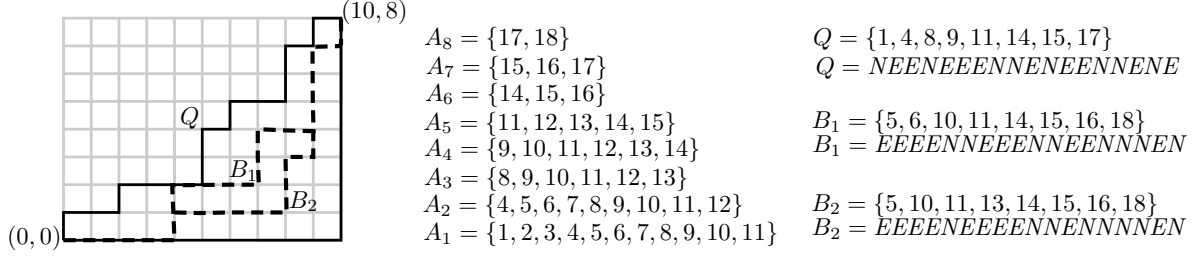 (10, 8)
Q
B₁
B₂
(0, 0)
A₈ = {17, 18}
A₇ = {15, 16, 17}
A₆ = {14, 15, 16}
A₅ = {11, 12, 13, 14, 15}
A₄ = {9, 10, 11, 12, 13, 14}
A₃ = {8, 9, 10, 11, 12, 13}
A₂ = {4, 5, 6, 7, 8, 9, 10, 11, 12}
A₁ = {1, 2, 3, 4, 5, 6, 7, 8, 9, 10, 11}
Q = {1, 4, 8, 9, 11, 14, 15, 17}
Q = NEENEEENNENEENNENE
B₁ = {5, 6, 10, 11, 14, 15, 16, 18}
B₁ = EEEENNEEENNEENNNEN
B₂ = {5, 10, 11, 13, 14, 15, 16, 18}
B₂ = EEEENEEEENNENNNNEN